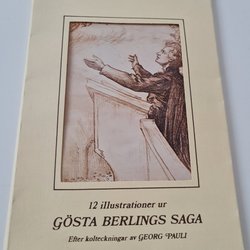 12 illustrationer ur
GÖSTA BERLINGS SAGA
Efter kolteckningar av GEORG PAULI